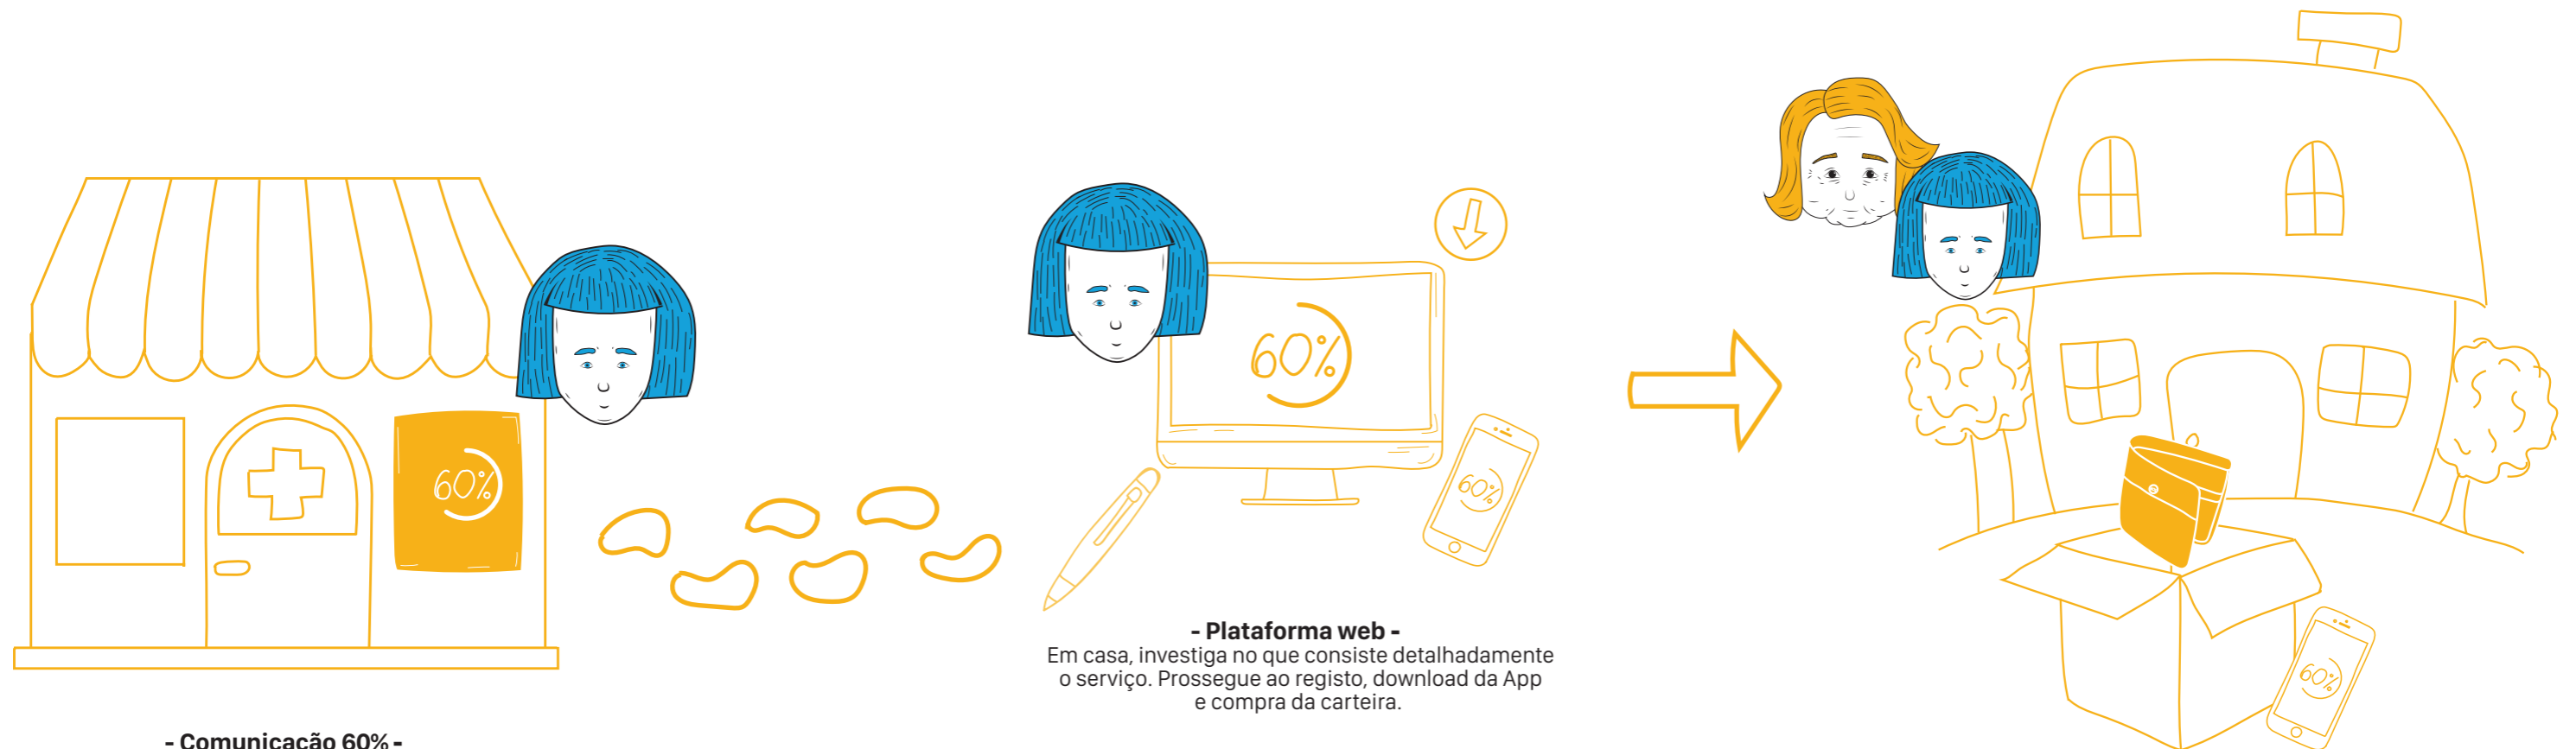 60%
60%
60%
- Plataforma web -
Em casa, investiga no que consiste detalhadamente
o serviço. Prossegue ao registo, download da App
e compra da carteira.
60%
- Comunicação 60% -